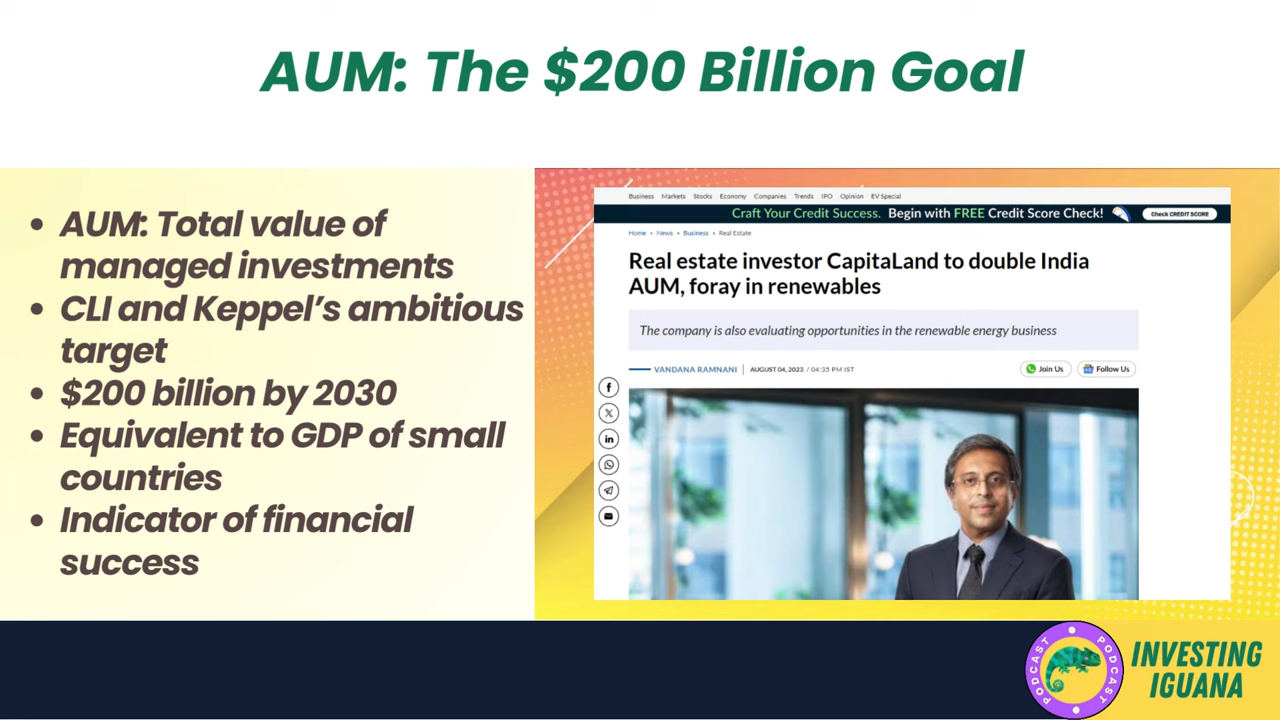 AUM: The $200 Billion Goal
AUM: Total value of
managed investments
CLI and Keppel's ambitious
target
$200 billion by 2030
Equivalent to GDP of small
countries
Indicator of financial
success
Business Markets Stocks Economy Companies Trends IPO Opinion EV Special
Craft Your Credit Success. Begin with FREE Credit Score Check! Check CREDIT SCORE
Home • News • Business • Real Estate
Real estate investor CapitaLand to double India
AUM, foray in renewables
The company is also evaluating opportunities in the renewable energy business
VANDANA RAMNANI | AUGUST 04, 2023 / 04:35 PM IST
Join Us
Follow Us
PODCAST PODCAST
INVESTING
IGUANA